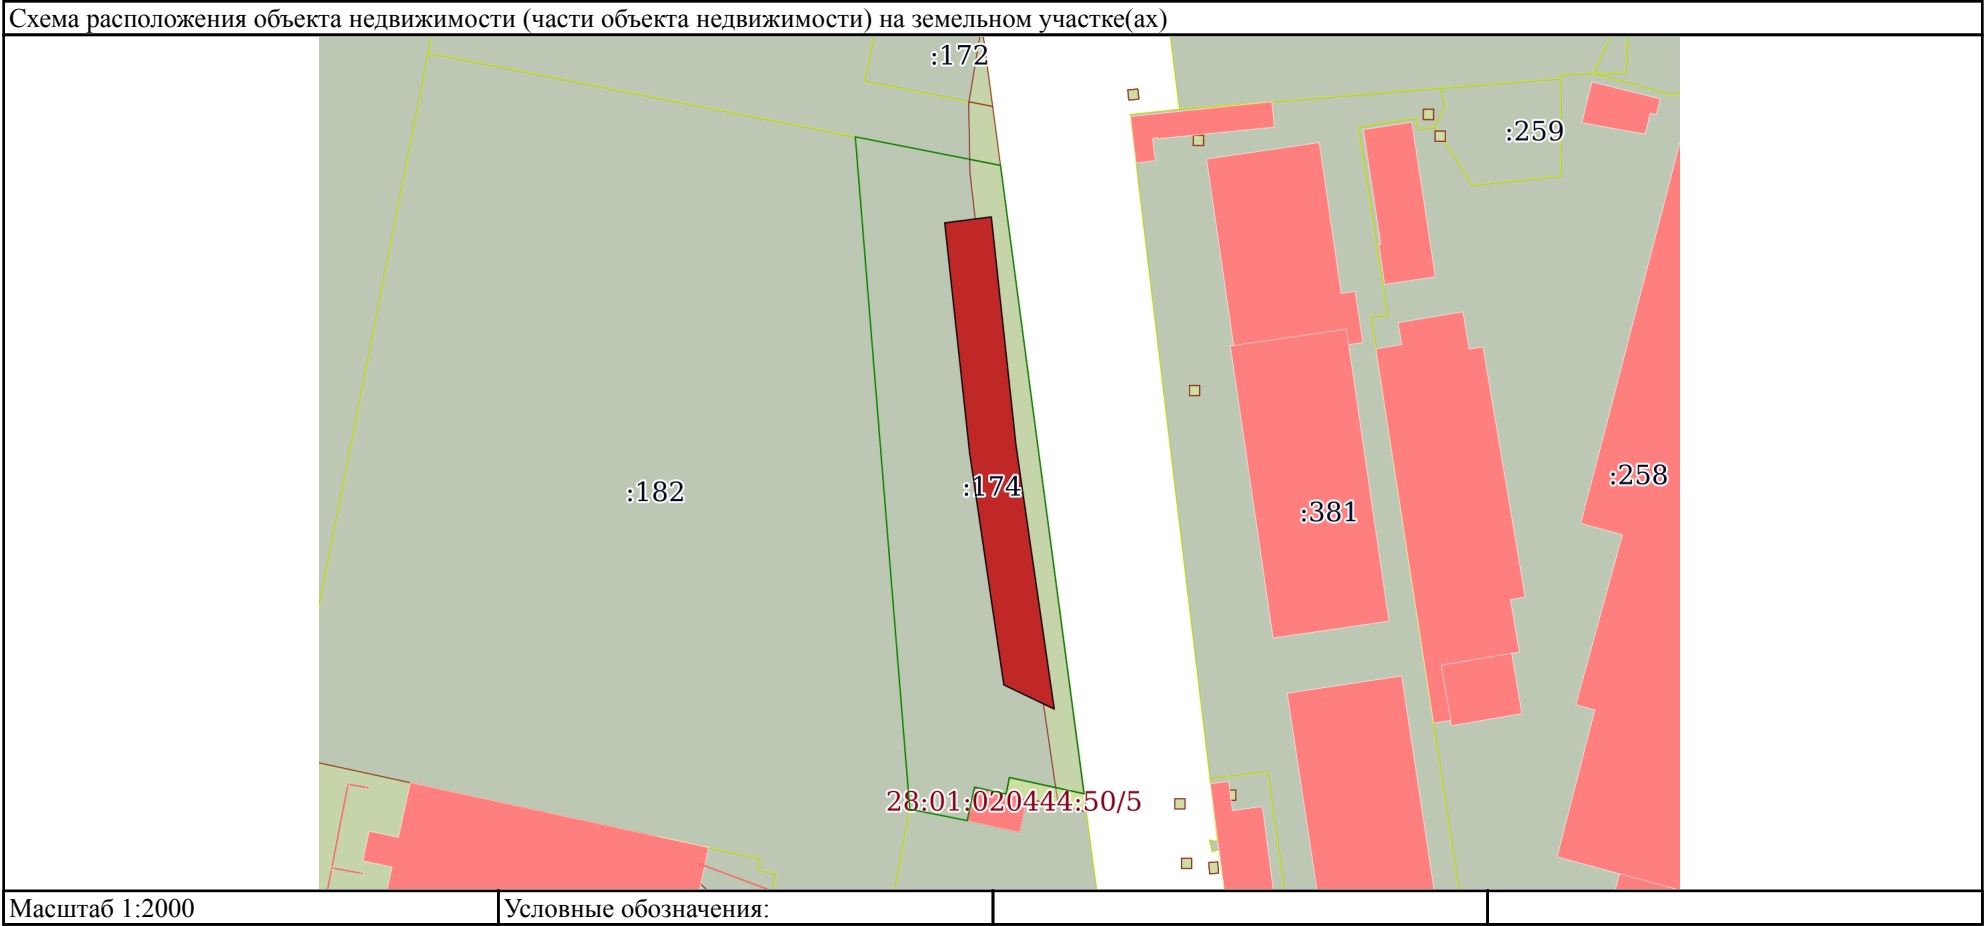 Схема расположения объекта недвижимости (части объекта недвижимости) на земельном участке(ах)
:172
:259
:258
:182
:174
:381
28:01:020444:50/5
Масштаб 1:2000
Условные обозначения: